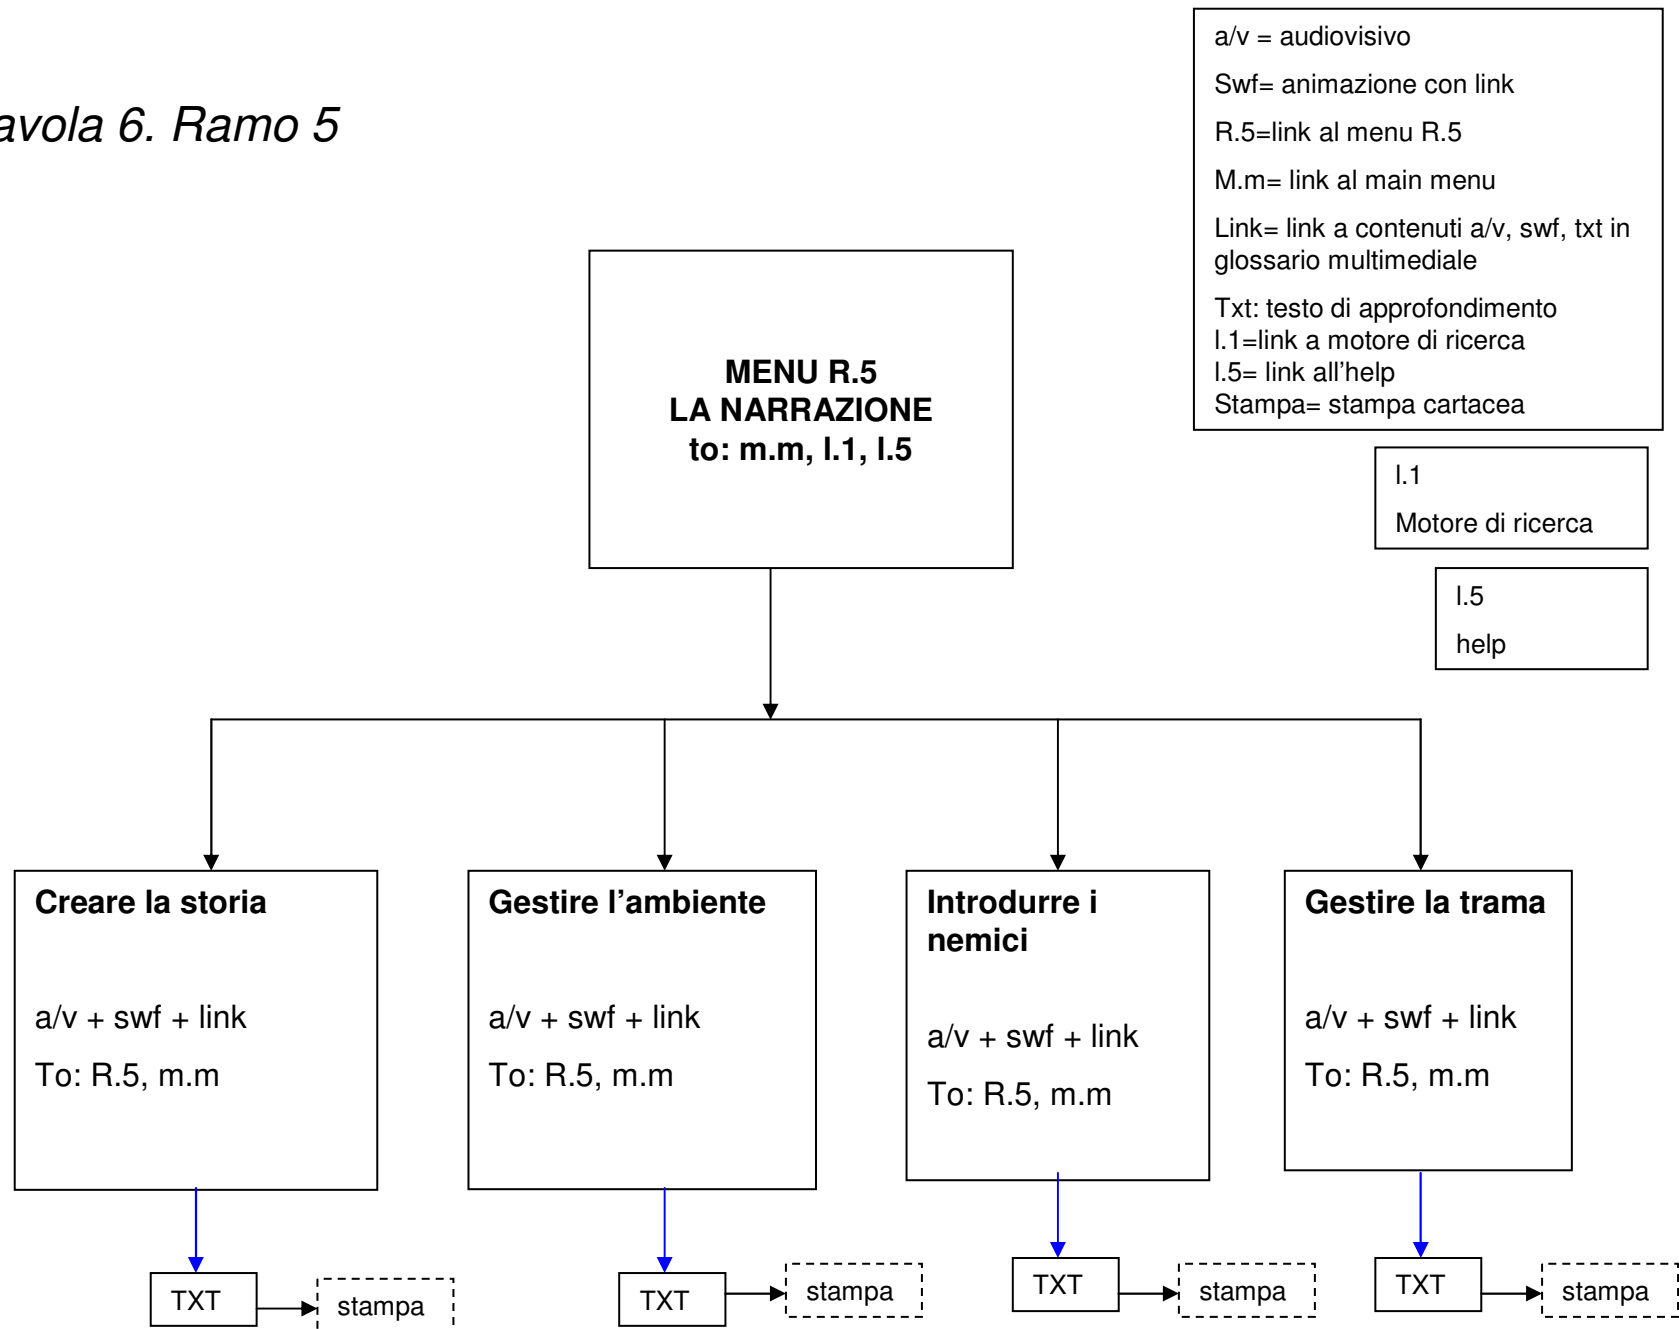 avola 6. Ramo 5
a/v = audiovisivo
Swf= animazione con link
R.5=link al menu R.5
M.m= link al main menu
Link= link a contenuti a/v, swf, txt in
glossario multimediale
Txt: testo di approfondimento
l.1=link a motore di ricerca
l.5= link all'help
Stampa= stampa cartacea
l.1
Motore di ricerca
l.5
help
MENU R.5
LA NARRAZIONE
to: m.m, l.1, l.5
Creare la storia
a/v + swf + link
To: R.5, m.m
Gestire l’ambiente
a/v + swf + link
To: R.5, m.m
Introdurre i
nemici
a/v + swf + link
To: R.5, m.m
Gestire la trama
a/v + swf + link
To: R.5, m.m
TXT
stampa
TXT
stampa
TXT
stampa
TXT
stampa